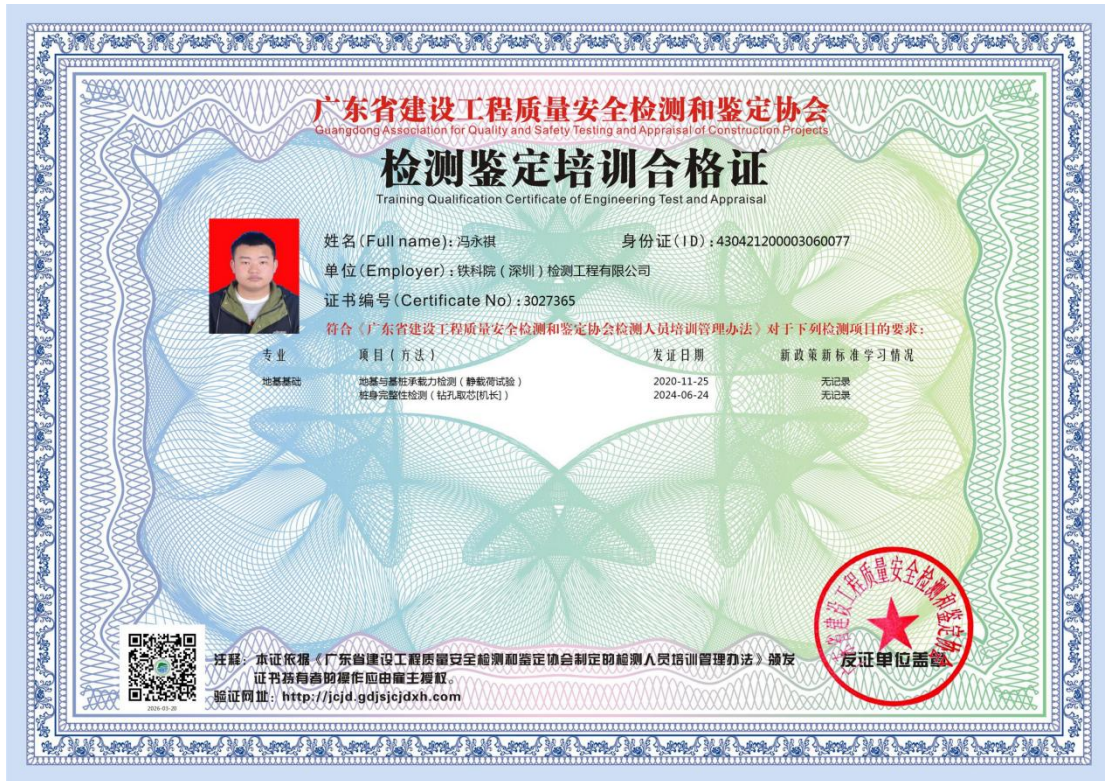 广东省建设工程质量安全检测和鉴定协会
Guangdong Association for Quality and Safety Testing and Appraisal of Construction Projects
检测鉴定培训合格证
Training Qualification Certificate of Engineering Test and Appraisal
姓名(Full name):冯永祺 身份证(ID):430421200003060077
单位(Employer):铁科院(深圳)检测工程有限公司
证书编号(Certificate No):3027365
符合《广东省建设工程质量安全检测和鉴定协会检测人员培训管理办法》对于下列检测项目的要求:
专业 项目(方法) 发证日期 新政策新标准学习情况
地基基础 地基与基桩承载力检测(静载荷试验) 2020-11-25 无记录
桩身完整性检测(钻孔取芯[机长]) 2024-06-24 无记录
广东省建设工程质量安全检测和鉴定协会
发证单位盖章
注释:本证依据《广东省建设工程质量安全检测和鉴定协会制定的检测人员培训管理办法》颁发
证书持有者的操作应由雇主授权。
验证网址:http://jcjd.gdjsjcjdxh.com
2026-03-20